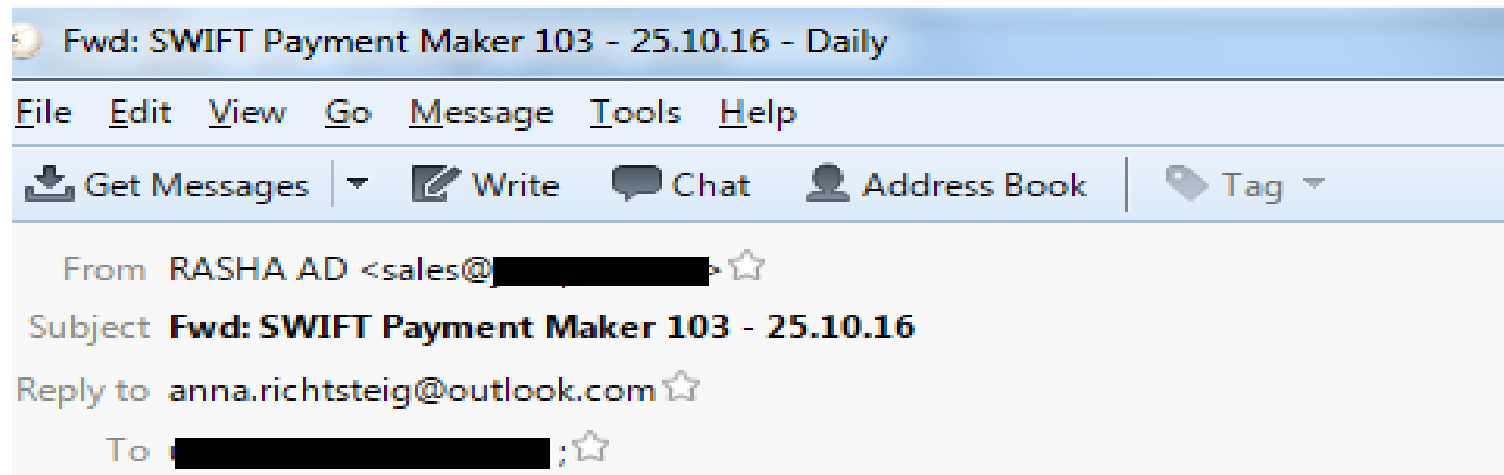 Fwd: SWIFT Payment Maker 103 - 25.10.16 - Daily
File Edit View Go Message Tools Help
Get Messages Write Chat Address Book Tag
From RASHA AD <sales@
Subject Fwd: SWIFT Payment Maker 103 - 25.10.16
Reply to anna.richtsteig@outlook.com
To ;